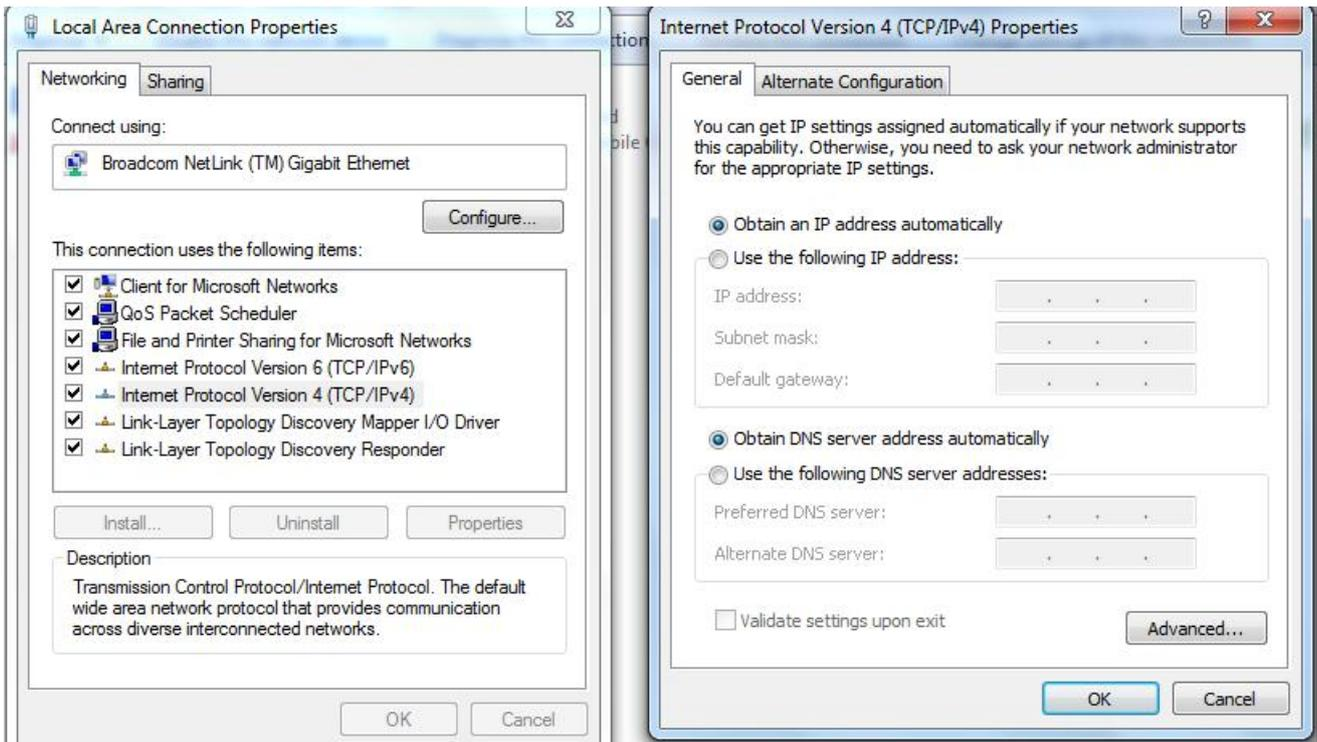 Local Area Connection Properties
Networking
Sharing
Connect using:
Broadcom NetLink (TM) Gigabit Ethernet
Configure...
This connection uses the following items:
Client for Microsoft Networks
QoS Packet Scheduler
File and Printer Sharing for Microsoft Networks
Internet Protocol Version 6 (TCP/IPv6)
Internet Protocol Version 4 (TCP/IPv4)
Link-Layer Topology Discovery Mapper I/O Driver
Link-Layer Topology Discovery Responder
Install...
Uninstall
Properties
Description
Transmission Control Protocol/Internet Protocol. The default
wide area network protocol that provides communication
across diverse interconnected networks.
OK
Cancel
Internet Protocol Version 4 (TCP/IPv4) Properties
General
Alternate Configuration
You can get IP settings assigned automatically if your network supports
this capability. Otherwise, you need to ask your network administrator
for the appropriate IP settings.
Obtain an IP address automatically
Use the following IP address:
IP address:
Subnet mask:
Default gateway:
Obtain DNS server address automatically
Use the following DNS server addresses:
Preferred DNS server:
Alternate DNS server:
Validate settings upon exit
Advanced...
OK
Cancel